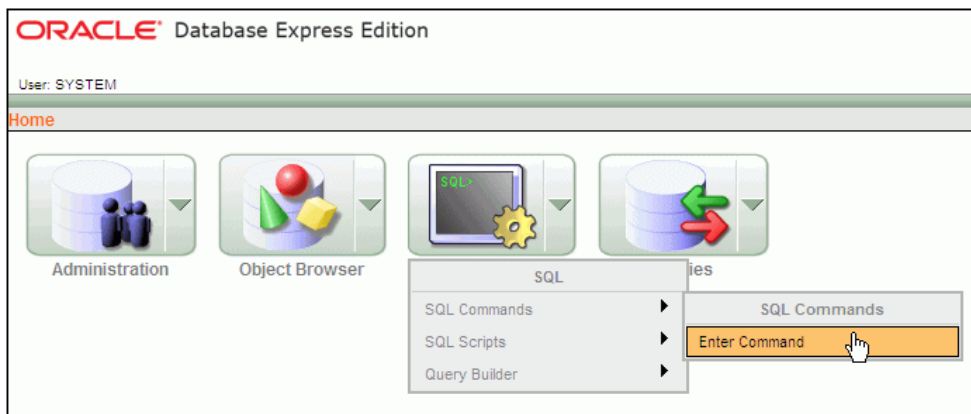 ORACLE® Database Express Edition
User: SYSTEM
Home
SQL>
Administration
Object Browser
ies
SQL
SQL Commands
SQL Scripts
Query Builder
SQL Commands
Enter Command